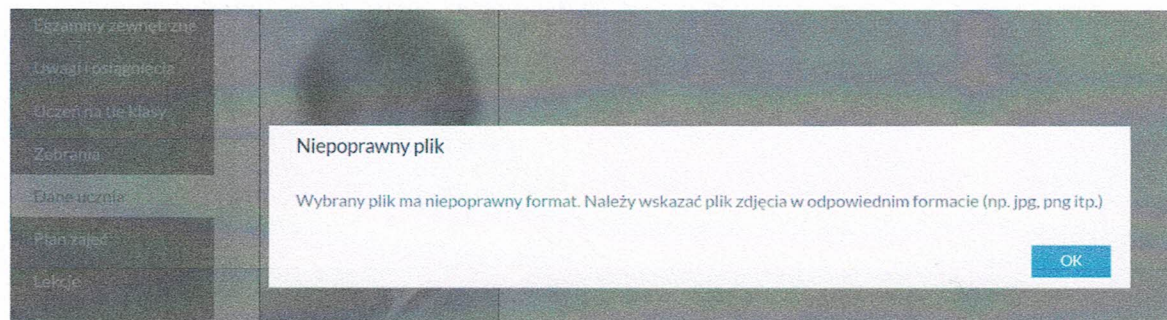 Egzaminy zewnętrzne
Uwagi i osiągnięcia
Uczeń na tle klasy
Zebrania
Dane ucznia
Plan zajęć
Lekcje
Niepoprawny plik
Wybrany plik ma niepoprawny format. Należy wskazać plik zdjęcia w odpowiednim formacie (np. jpg, png itp.)
OK